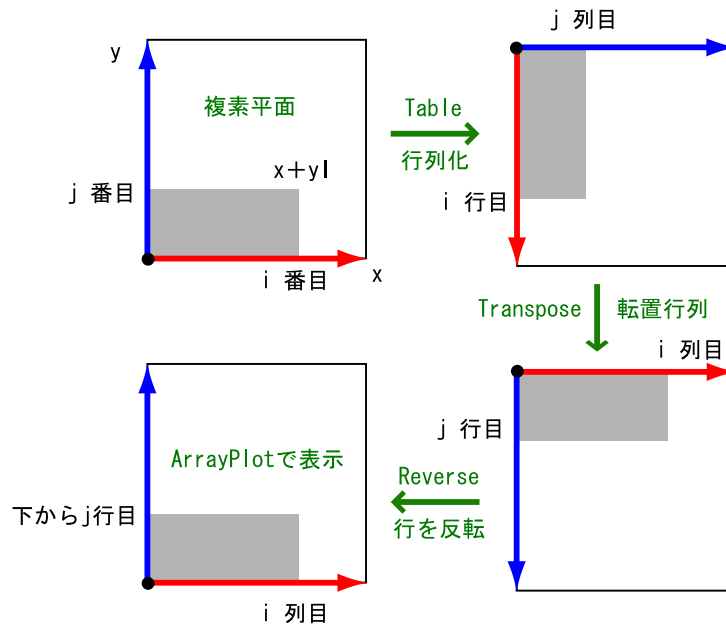 y
複素平面
x+yI
j 番目
i 番目
x
Table
行列化
j 列目
i 行目
Transpose 転置行列
i 列目
j 行目
Reverse
行を反転
ArrayPlotで表示
下からj行目
i 列目